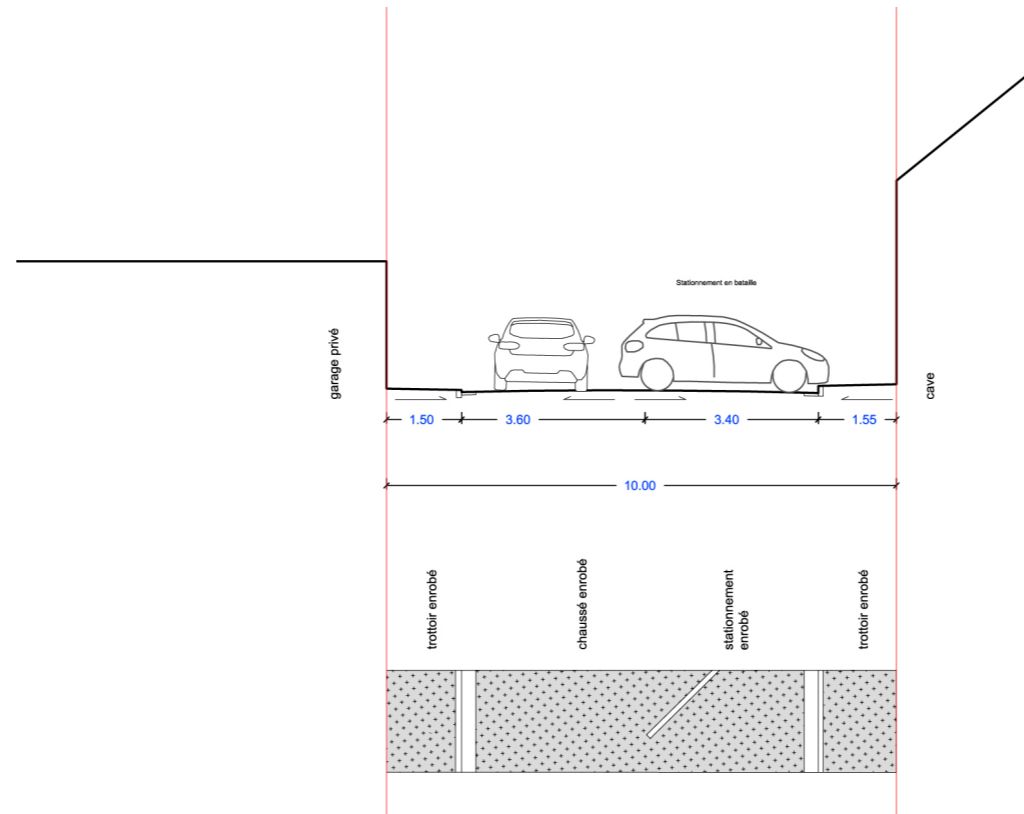 Stationnement en bataille
garage privé
cave
1.50
3.60
3.40
1.55
10.00
trottoir enrobé
chaussé enrobé
stationnement
enrobé
trottoir enrobé